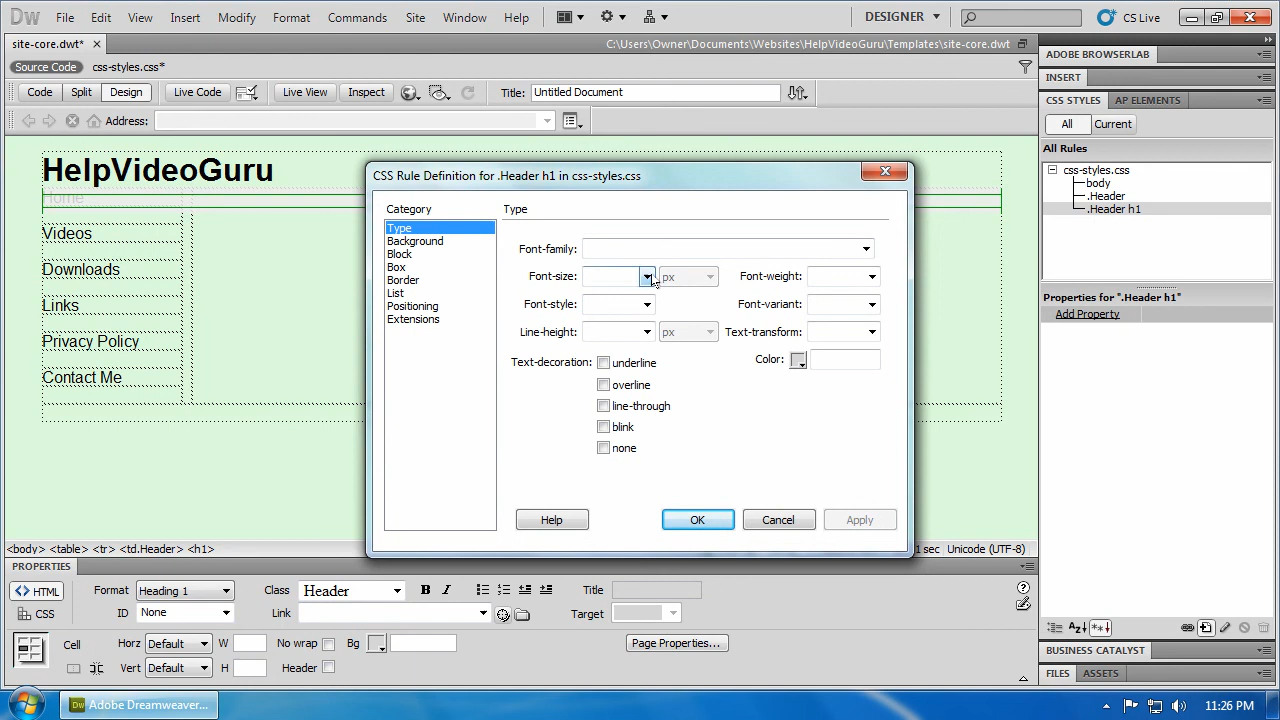 Dw File Edit View Insert Modify Format Commands Site Window Help DESIGNER CS Live
site-core.dwt* C:\Users\Owner\Documents\Websites\HelpVideoGuru\Templates\site-core.dwt
Source Code css-styles.css*
Code Split Design Live Code Live View Inspect Title: Untitled Document
Address:
HelpVideoGuru
Home
Videos
Downloads
Links
Privacy Policy
Contact Me
CSS Rule Definition for .Header h1 in css-styles.css
Category
Type
Background
Block
Box
Border
List
Positioning
Extensions
Type
Font-family:
Font-size: px Font-weight:
Font-style: Font-variant:
Line-height: px Text-transform:
Text-decoration: underline Color:
overline
line-through
blink
none
Help OK Cancel Apply
ADOBE BROWSERLAB
INSERT
CSS STYLES AP ELEMENTS
All Current
All Rules
css-styles.css
body
.Header
.Header h1
Properties for ".Header h1"
Add Property
BUSINESS CATALYST
FILES ASSETS
<body> <table> <tr> <td.Header> <h1> 1 sec Unicode (UTF-8)
PROPERTIES
<> HTML Format Heading 1 Class Header B I Title
CSS ID None Link Target
Cell Horz Default W No wrap Bg Page Properties...
Vert Default H Header
Dw Adobe Dreamweaver... 11:26 PM